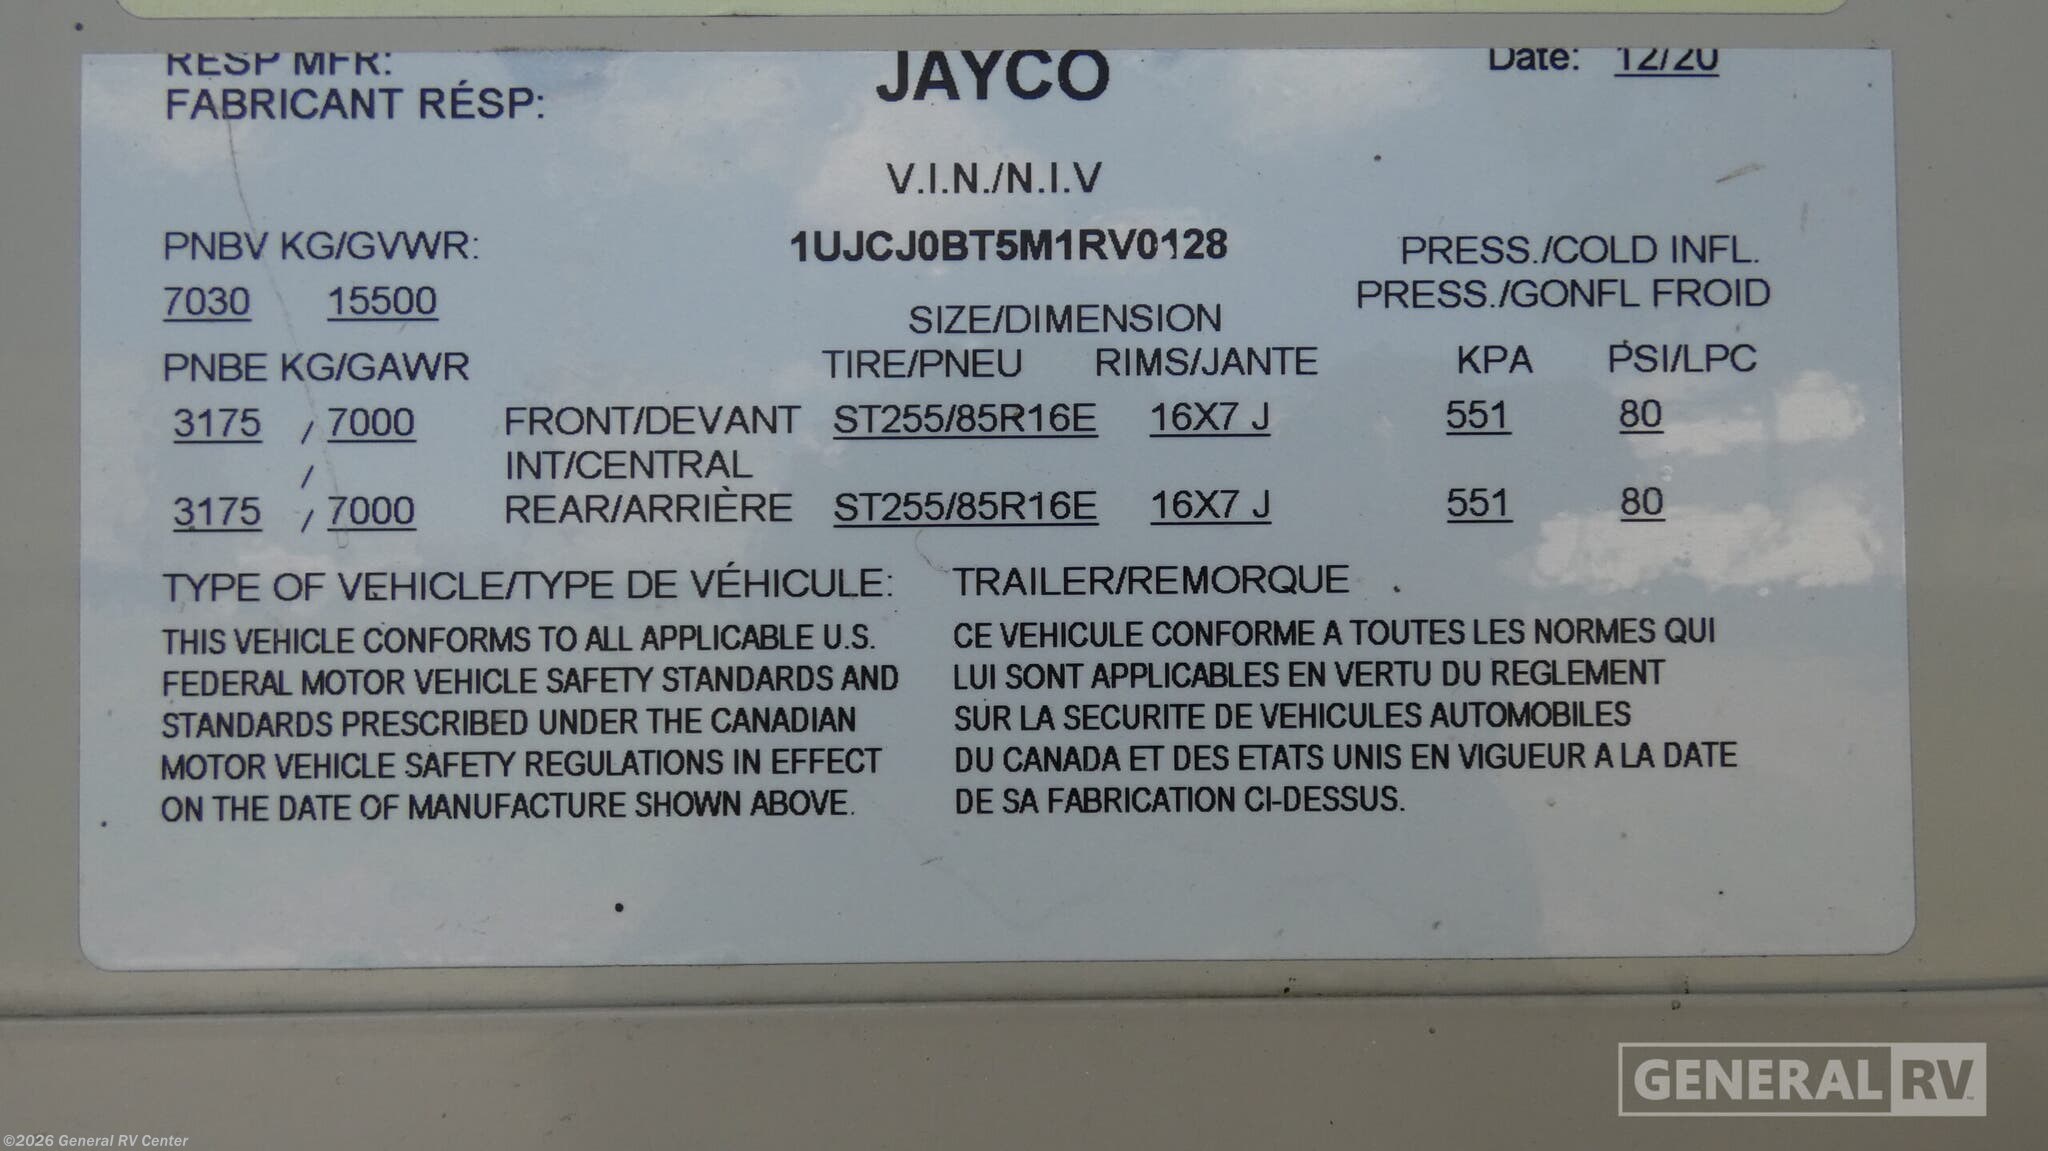 RESP MFR: JAYCO Date: 12/20
FABRICANT RÉSP:
V.I.N./N.I.V
PNBV KG/GVWR: 1UJCJ0BT5M1RV0128 PRESS./COLD INFL.
7030 15500 SIZE/DIMENSION PRESS./GONFL FROID
PNBE KG/GAWR TIRE/PNEU RIMS/JANTE KPA PSI/LPC
3175 / 7000 FRONT/DEVANT ST255/85R16E 16X7 J 551 80
/ INT/CENTRAL
3175 / 7000 REAR/ARRIÈRE ST255/85R16E 16X7 J 551 80
TYPE OF VEHICLE/TYPE DE VÉHICULE: TRAILER/REMORQUE
THIS VEHICLE CONFORMS TO ALL APPLICABLE U.S.
FEDERAL MOTOR VEHICLE SAFETY STANDARDS AND
STANDARDS PRESCRIBED UNDER THE CANADIAN
MOTOR VEHICLE SAFETY REGULATIONS IN EFFECT
ON THE DATE OF MANUFACTURE SHOWN ABOVE.
CE VEHICULE CONFORME A TOUTES LES NORMES QUI
LUI SONT APPLICABLES EN VERTU DU REGLEMENT
SUR LA SECURITE DE VEHICULES AUTOMOBILES
DU CANADA ET DES ETATS UNIS EN VIGUEUR A LA DATE
DE SA FABRICATION CI-DESSUS.
GENERAL RV
©2026 General RV Center